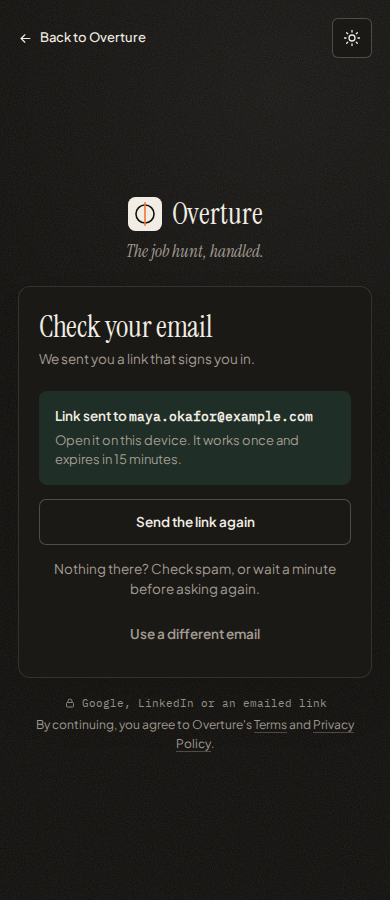 ← Back to Overture
Overture
The job hunt, handled.
Check your email
We sent you a link that signs you in.
Link sent to maya.okafor@example.com
Open it on this device. It works once and
expires in 15 minutes.
Send the link again
Nothing there? Check spam, or wait a minute
before asking again.
Use a different email
Google, LinkedIn or an emailed link
By continuing, you agree to Overture's Terms and Privacy
Policy.